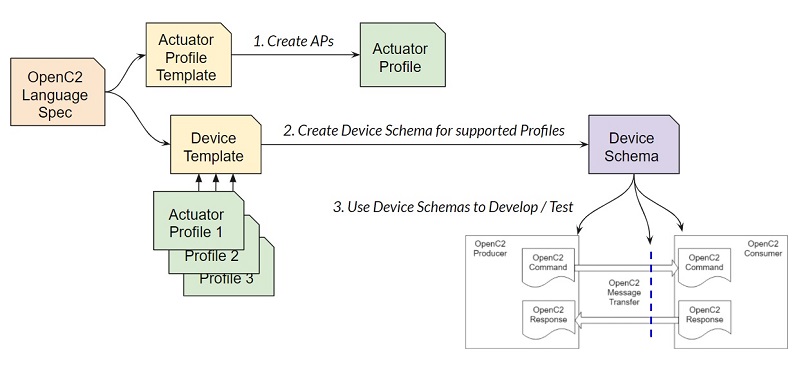 OpenC2
Language
Spec
Actuator
Profile
Template
1. Create APs
Actuator
Profile
Device
Template
2. Create Device Schema for supported Profiles
Device
Schema
Actuator
Profile 1
Profile 2
Profile 3
3. Use Device Schemas to Develop / Test
OpenC2
Producer
OpenC2
Command
OpenC2
Response
OpenC2
Message
Transfer
OpenC2
Consumer
OpenC2
Command
OpenC2
Response